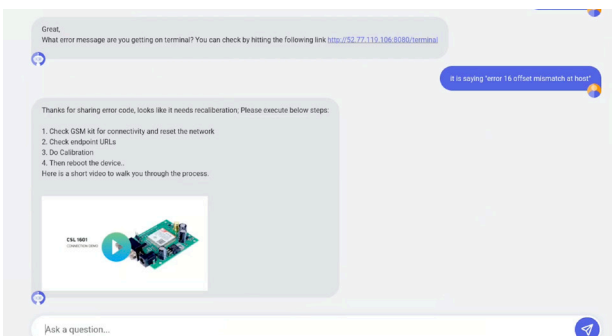 Great,
What error message are you getting on terminal? You can check by hitting the following link http://52.77.119.106:8080/terminal
it is saying "error 16 offset mismatch at host"
Thanks for sharing error code, looks like it needs recaliberation; Please execute below steps:
1. Check GSM kit for connectivity and reset the network
2. Check endpoint URLs
3. Do Calibration
4. Then reboot the device..
Here is a short video to walk you through the process.
CSL 1601
Ask a question...